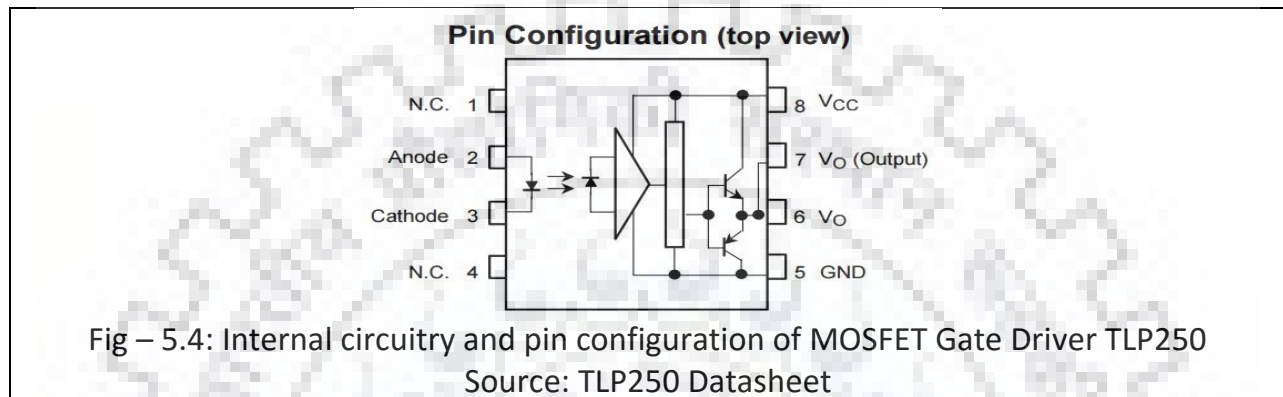 Pin Configuration (top view)
N.C. 1
8 VCC
Anode 2
7 VO (Output)
Cathode 3
6 VO
N.C. 4
5 GND
Fig – 5.4: Internal circuitry and pin configuration of MOSFET Gate Driver TLP250
Source: TLP250 Datasheet